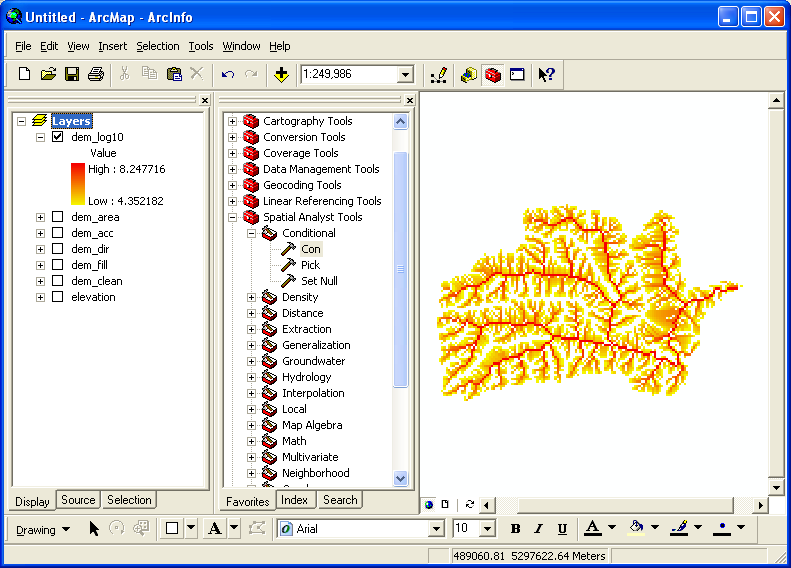 Untitled - ArcMap - ArcInfo
File Edit View Insert Selection Tools Window Help
1:249,986
Layers
dem_log10
Value
High : 8.247716
Low : 4.352182
dem_area
dem_acc
dem_dir
dem_fill
dem_clean
elevation
Display Source Selection
Cartography Tools
Conversion Tools
Coverage Tools
Data Management Tools
Geocoding Tools
Linear Referencing Tools
Spatial Analyst Tools
Conditional
Con
Pick
Set Null
Density
Distance
Extraction
Generalization
Groundwater
Hydrology
Interpolation
Local
Map Algebra
Math
Multivariate
Neighborhood
Favorites Index Search
Drawing A Arial 10 B I U A
489060.81 5297622.64 Meters